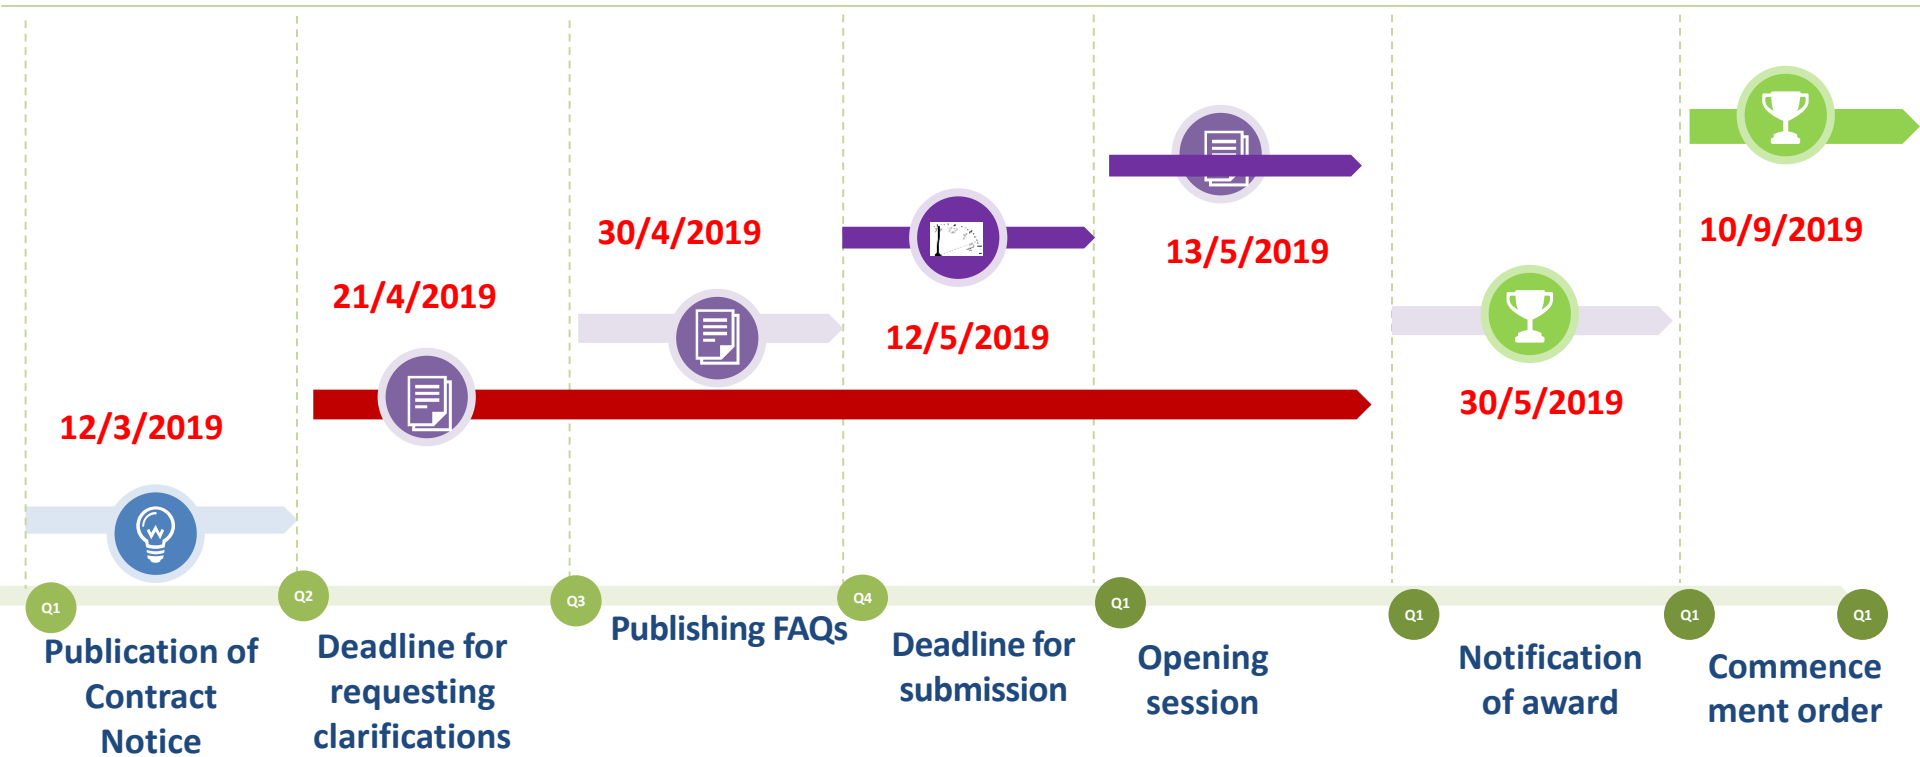 12/3/2019
21/4/2019
30/4/2019
12/5/2019
13/5/2019
30/5/2019
10/9/2019
Q1
Q2
Q3
Q4
Q1
Q1
Q1
Q1
Publication of
Contract
Notice
Deadline for
requesting
clarifications
Publishing FAQs
Deadline for
submission
Opening
session
Notification
of award
Commence
ment order